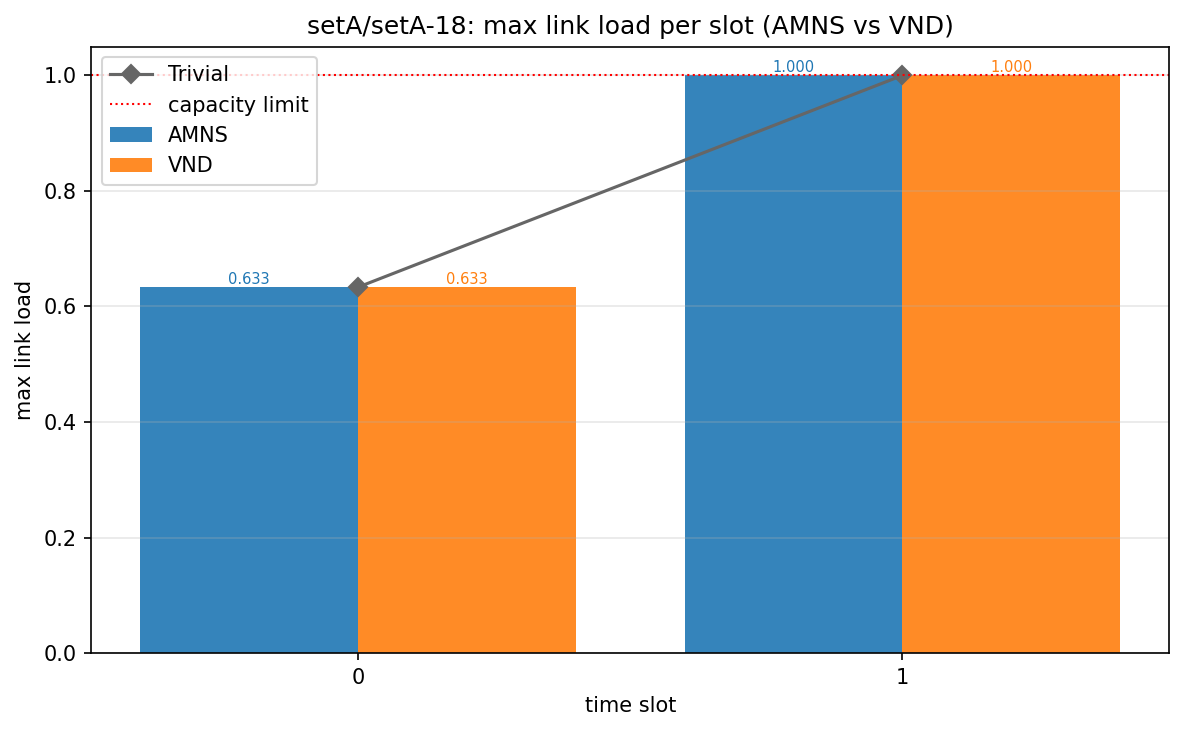 setA/setA-18: max link load per slot (AMNS vs VND)
Trivial
capacity limit
AMNS
VND
1.000
1.000
0.633
0.633
max link load
1.0
0.8
0.6
0.4
0.2
0.0
0
1
time slot